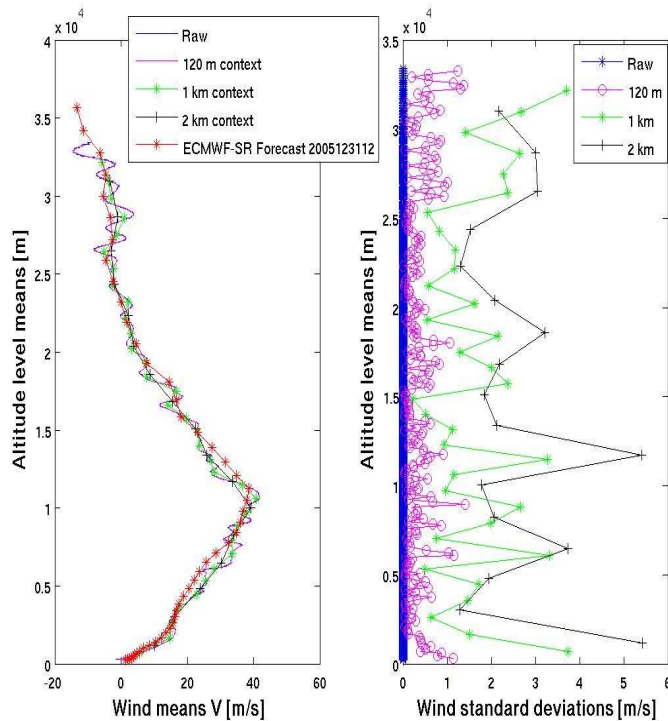 x 10
4
4
3.5
3
2.5
2
1.5
1
0.5
0
-20
0
20
40
60
Altitude level means [m]
Wind means V [m/s]
Raw
120 m context
1 km context
2 km context
ECMWF-SR Forecast 2005123112
x 10
4
3.5
3
2.5
2
1.5
1
0.5
0
0
1
2
3
4
5
6
Altitude level means [m]
Wind standard deviations [m/s]
Raw
120 m
1 km
2 km